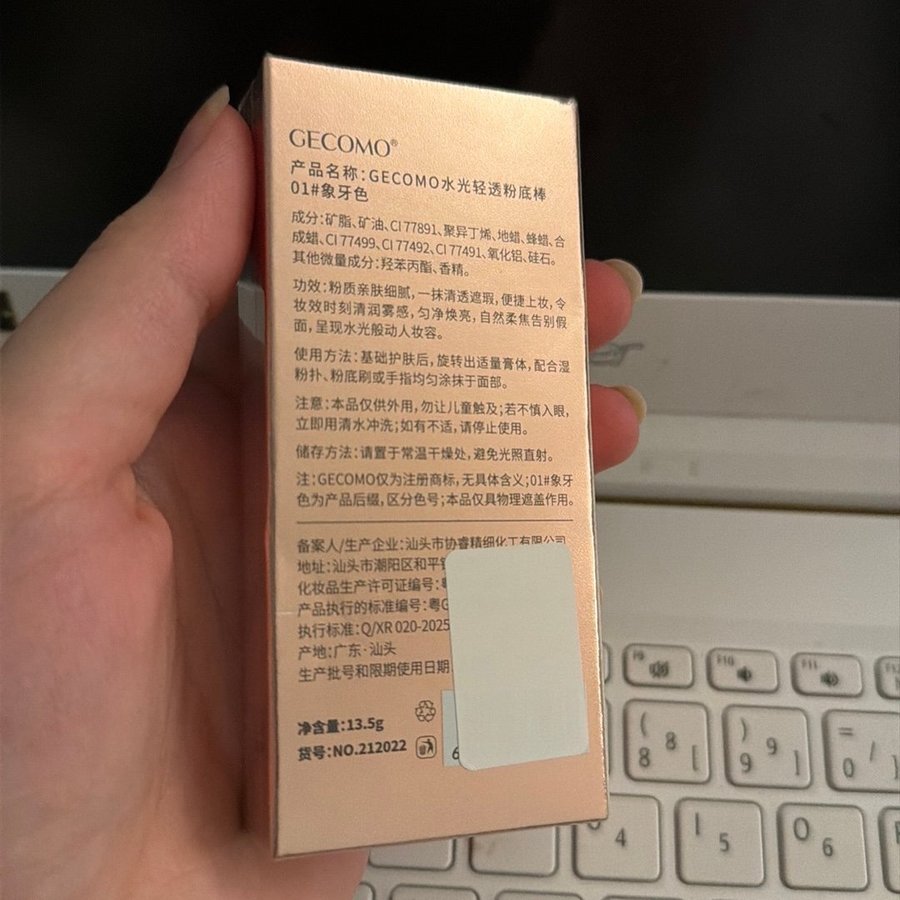 GECOMO®
产品名称:GECOMO水光轻透粉底棒
01#象牙色
成分:矿脂、矿油、CI 77891、聚异丁烯、地蜡、蜂蜡、合
成蜡、CI 77499、CI 77492、CI 77491、氧化铝、硅石。
其他微量成分:羟苯丙酯、香精。
功效:粉质亲肤细腻,一抹清透遮瑕,便捷上妆,令
妆效时刻清润雾感,匀净焕亮,自然柔焦告别假
面,呈现水光般动人妆容。
使用方法:基础护肤后,旋转出适量膏体,配合湿
粉扑、粉底刷或手指均匀涂抹于面部。
注意:本品仅供外用,勿让儿童触及;若不慎入眼,
立即用清水冲洗;如有不适,请停止使用。
储存方法:请置于常温干燥处,避免光照直射。
注:GECOMO仅为注册商标,无具体含义;01#象牙
色为产品后缀,区分色号;本品仅具物理遮盖作用。
备案人/生产企业:汕头市协睿精细化工有限公司
地址:汕头市潮阳区和平
化妆品生产许可证编号:
产品执行的标准编号:粤G
执行标准:Q/XR 020-2025
产地:广东·汕头
生产批号和限期使用日期
净含量:13.5g
货号:NO.212022
6
F9
F10
F11
( 8 8 [
) 9 9 ]
= 0 /
4
I 5
O 6